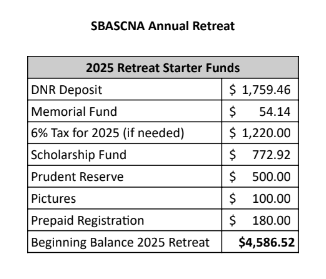 SBASCNA Annual Retreat
2025 Retreat Starter Funds
DNR Deposit $ 1,759.46
Memorial Fund $ 54.14
6% Tax for 2025 (if needed) $ 1,220.00
Scholarship Fund $ 772.92
Prudent Reserve $ 500.00
Pictures $ 100.00
Prepaid Registration $ 180.00
Beginning Balance 2025 Retreat $4,586.52